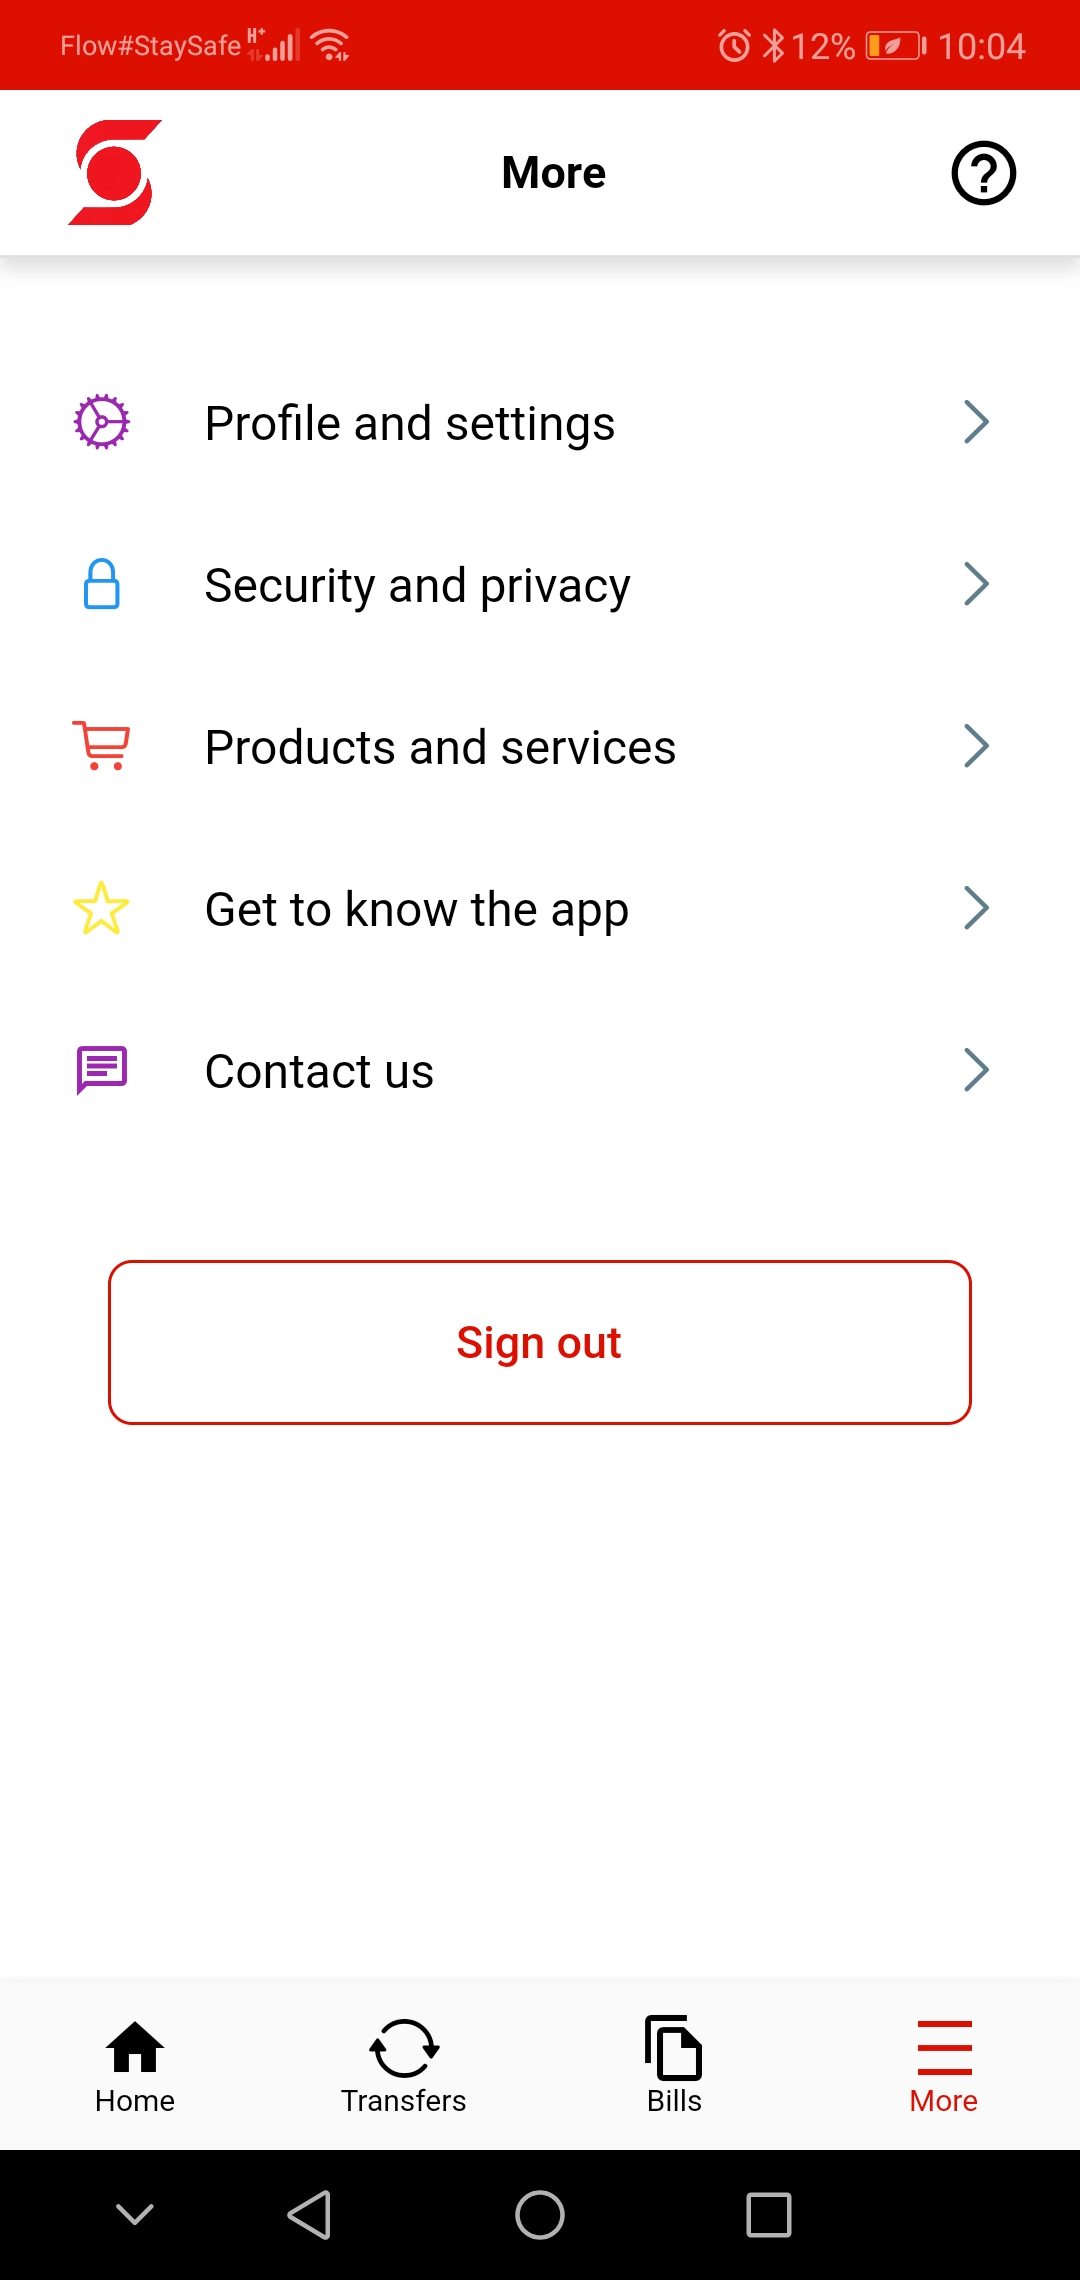 Flow#StaySafe H+ 12% 10:04
More
Profile and settings
Security and privacy
Products and services
Get to know the app
Contact us
Sign out
Home Transfers Bills More